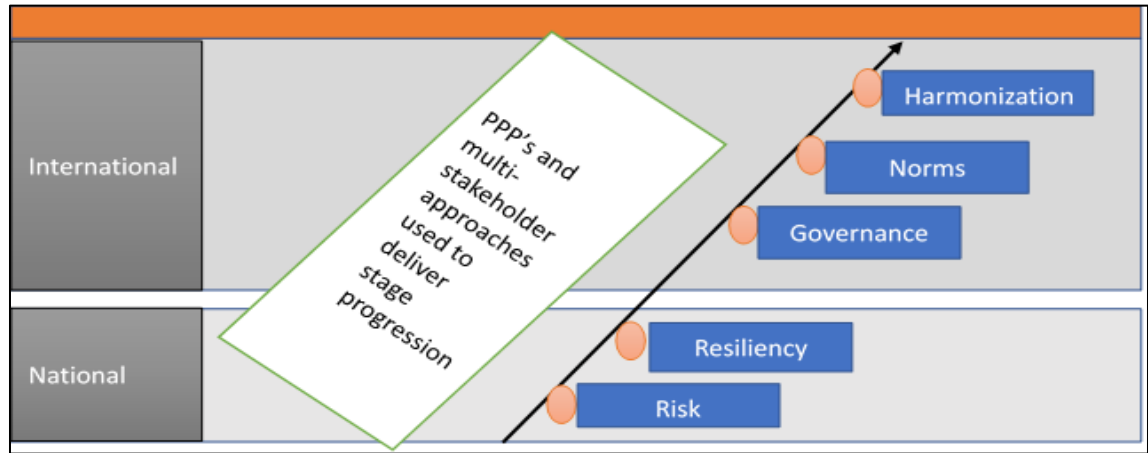 International
PPP's and
multi-
stakeholder
approaches
used to
deliver
stage
progression
Harmonization
Norms
Governance
National
Resiliency
Risk